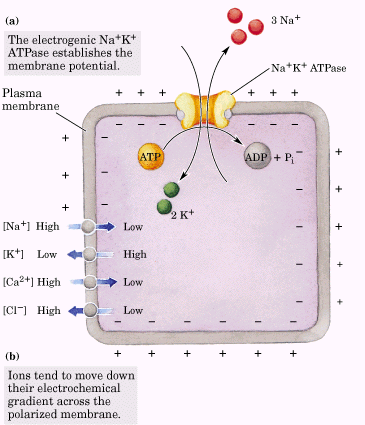 (a)
The electrogenic Na⁺K⁺
ATPase establishes the
membrane potential.
3 Na⁺
Na⁺K⁺ ATPase
Plasma
membrane
+ + + + + +
ATP
ADP + Pᵢ
2 K⁺
[Na⁺] High Low
[K⁺] Low High
[Ca²⁺] High Low
[Cl⁻] High Low
(b)
Ions tend to move down
their electrochemical
gradient across the
polarized membrane.